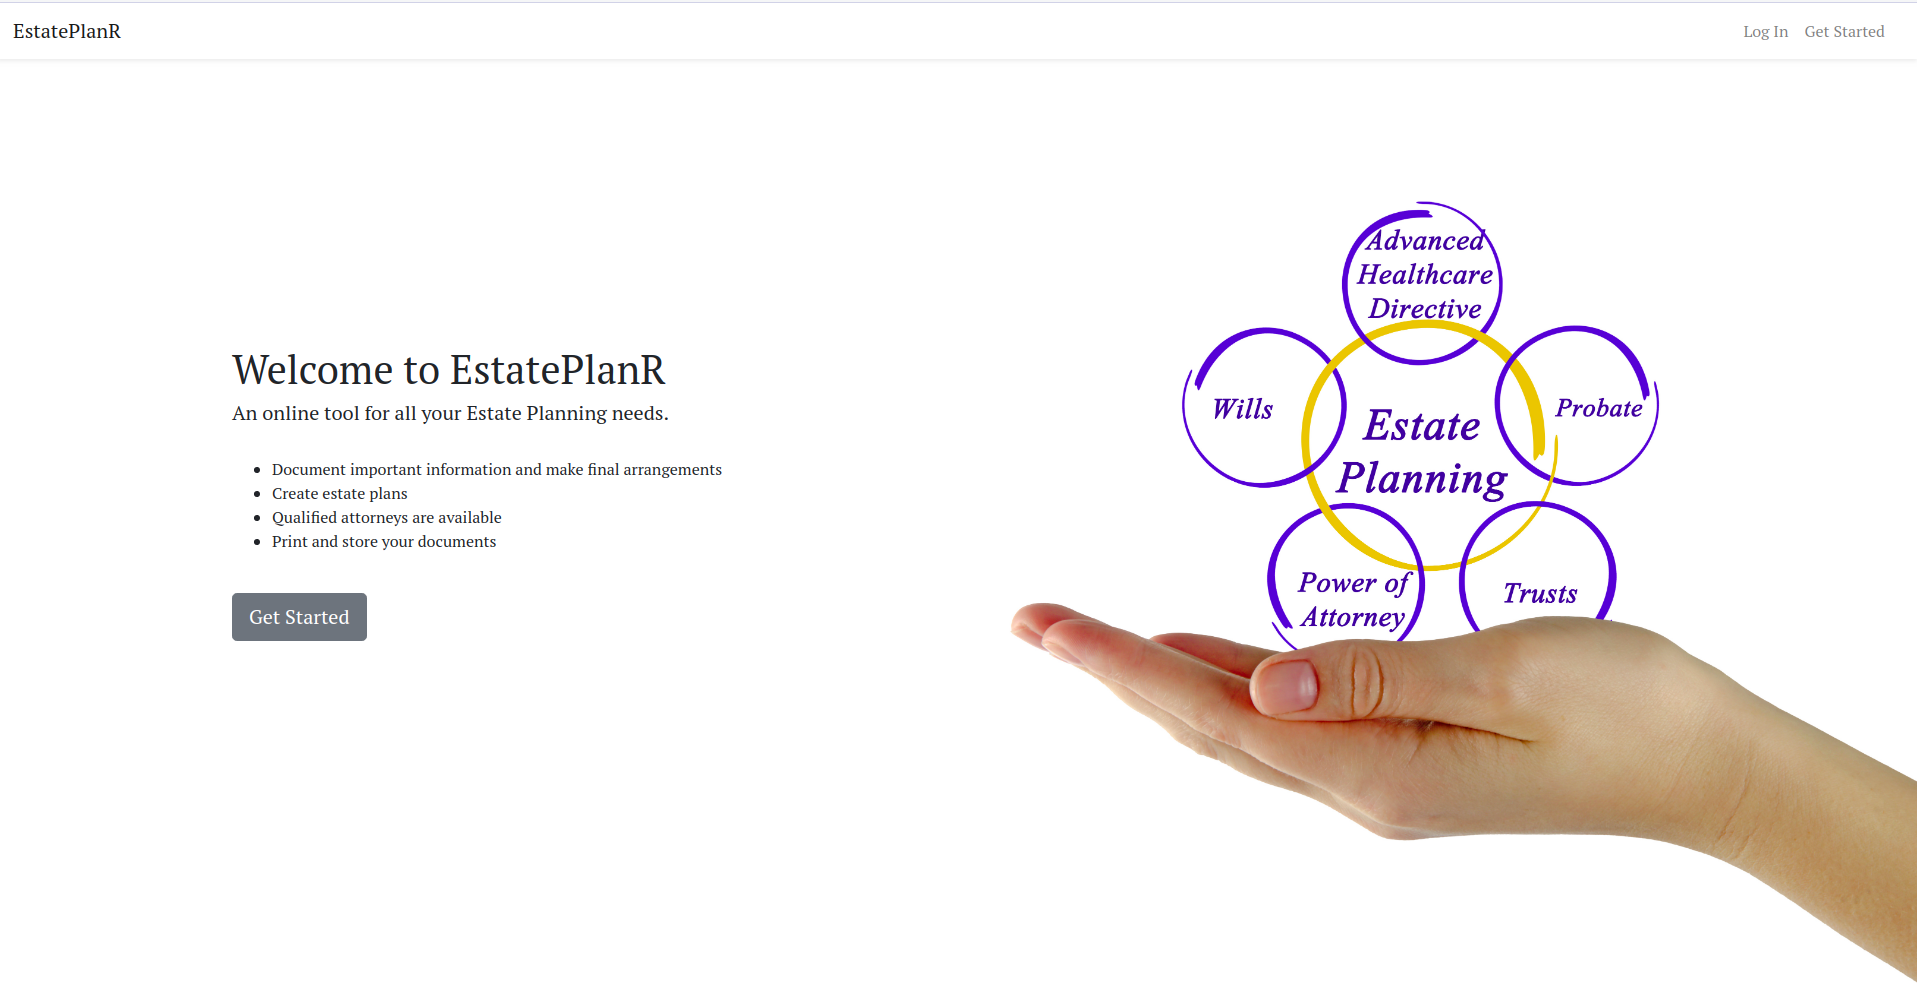 EstatePlanR
Log In
Get Started
Welcome to EstatePlanR
An online tool for all your Estate Planning needs.
Document important information and make final arrangements
Create estate plans
Qualified attorneys are available
Print and store your documents
Get Started
Advanced
Healthcare
Directive
Wills
Probate
Estate
Planning
Power of
Attorney
Trusts